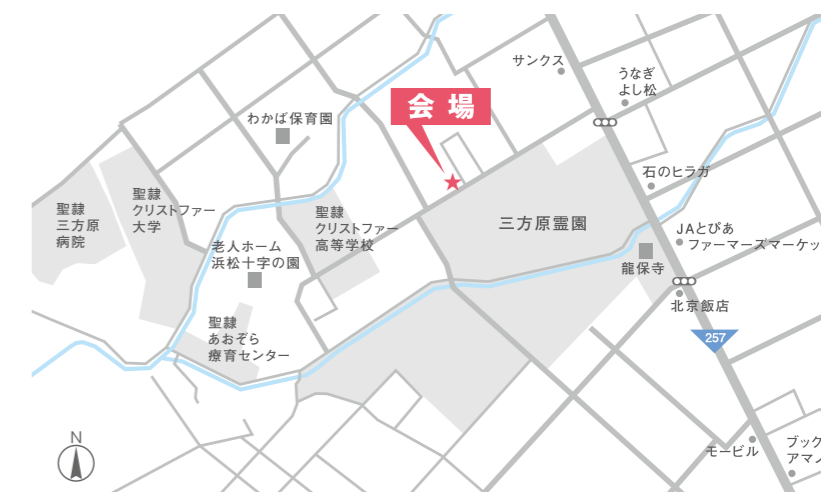 サンクス
うなぎ
よし松
会場
わかば保育園
石のヒラガ
聖隷
三方原
病院
聖隷
クリストファー
大学
聖隷
クリストファー
高等学校
三方原霊園
JAとぴあ
ファーマーズマーケッ
老人ホーム
浜松十字の園
龍保寺
北京飯店
聖隷
あおぞら
療育センター
257
N
モービル
ブック
アマノ